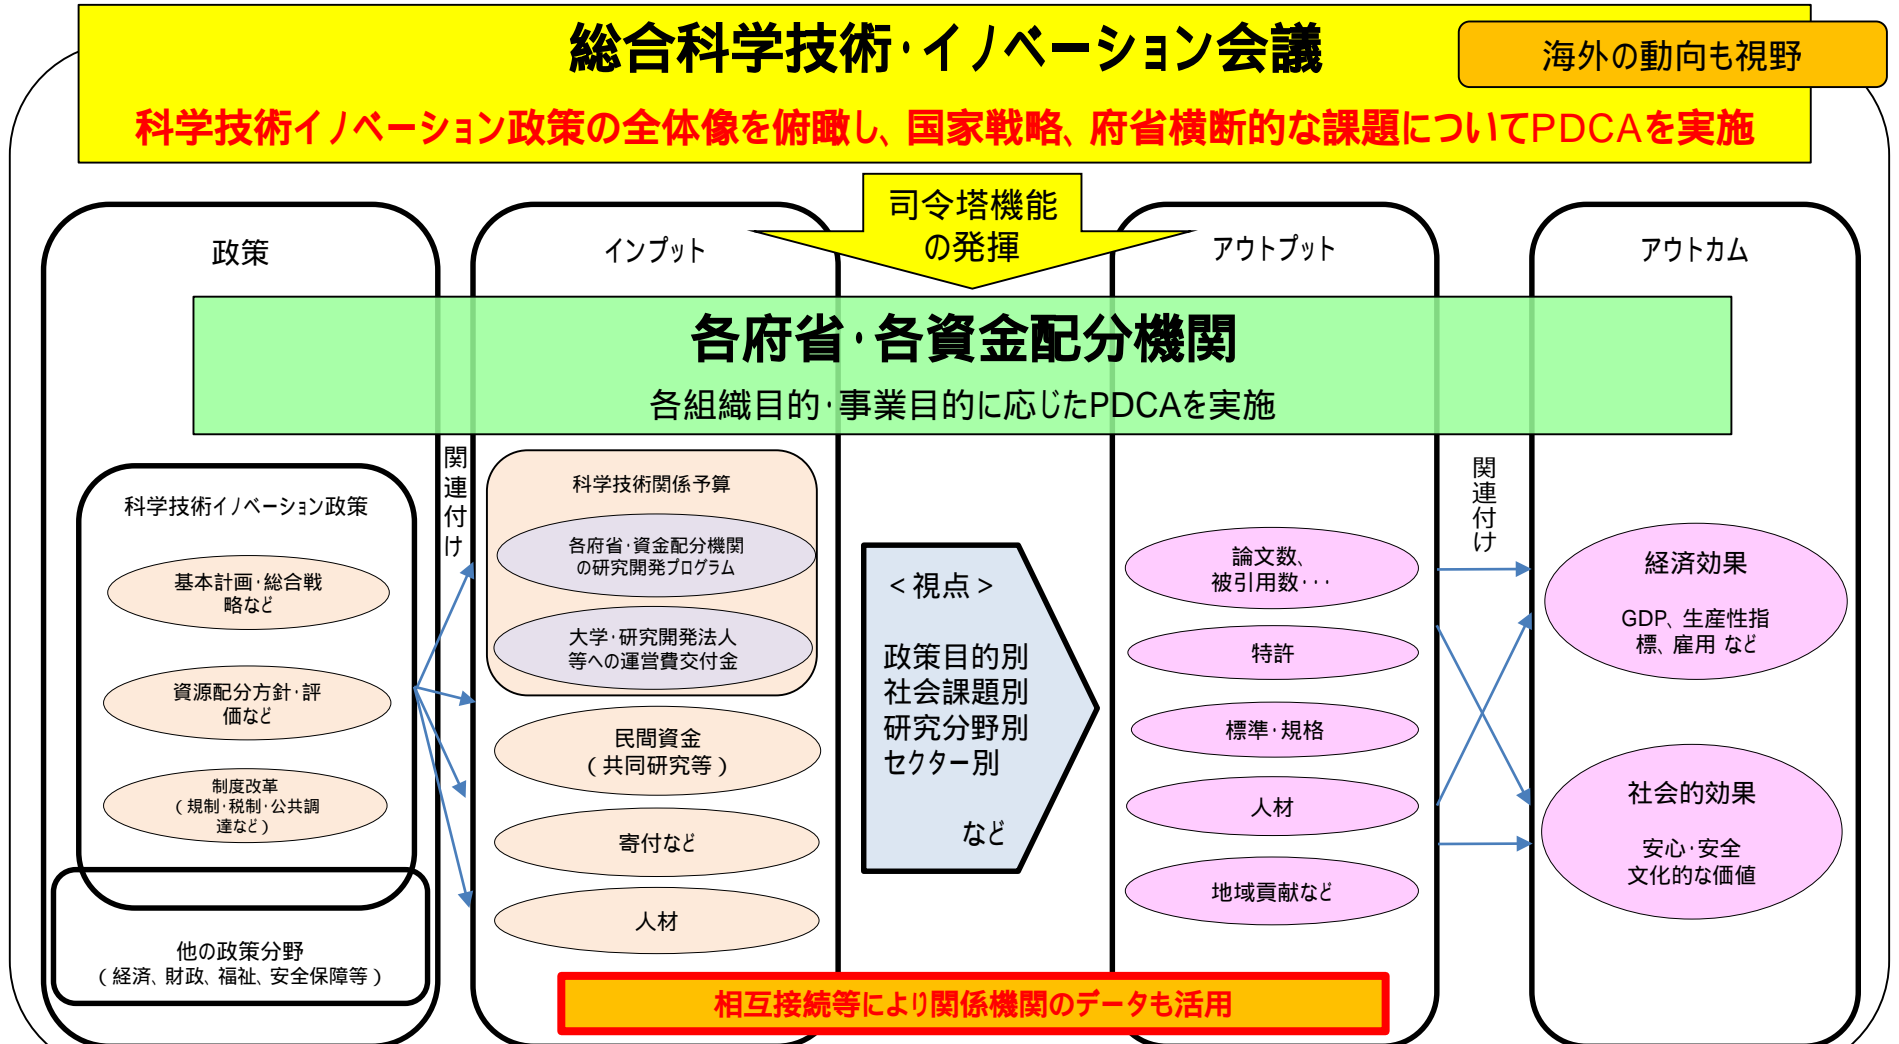 総合科学技術・イノベーション会議
海外の動向も視野
科学技術イノベーション政策の全体像を俯瞰し、国家戦略、府省横断的な課題についてPDCAを実施
司令塔機能
の発揮
政策
インプット
アウトプット
アウトカム
各府省・各資金配分機関
各組織目的・事業目的に応じたPDCAを実施
科学技術イノベーション政策
基本計画・総合戦
略など
資源配分方針・評
価など
制度改革
(規制・税制・公共調
達など)
他の政策分野
(経済、財政、福祉、安全保障等)
関連付け
科学技術関係予算
各府省・資金配分機関
の研究開発プログラム
大学・研究開発法人
等への運営費交付金
民間資金
(共同研究等)
寄付など
人材
<視点>
政策目的別
社会課題別
研究分野別
セクター別
など
論文数、
被引用数・・・
特許
標準・規格
人材
地域貢献など
関連付け
経済効果
GDP、生産性指
標、雇用 など
社会的効果
安心・安全
文化的な価値
相互接続等により関係機関のデータも活用